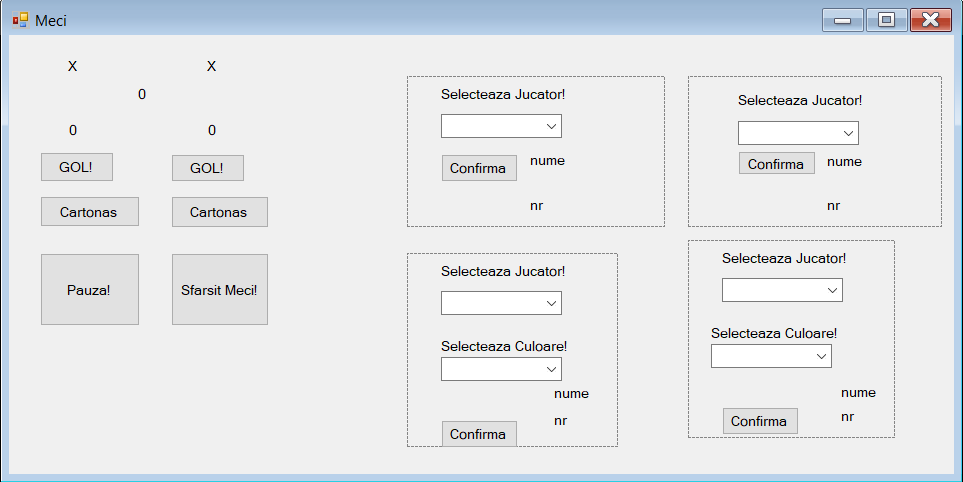 Meci
X X
0
0 0
GOL! GOL!
Cartonas Cartonas
Pauza! Sfarsit Meci!
Selecteaza Jucator!
Confirma nume
nr
Selecteaza Jucator!
Confirma nume
nr
Selecteaza Jucator!
Selecteaza Culoare!
nume
nr
Confirma
Selecteaza Jucator!
Selecteaza Culoare!
nume
nr
Confirma